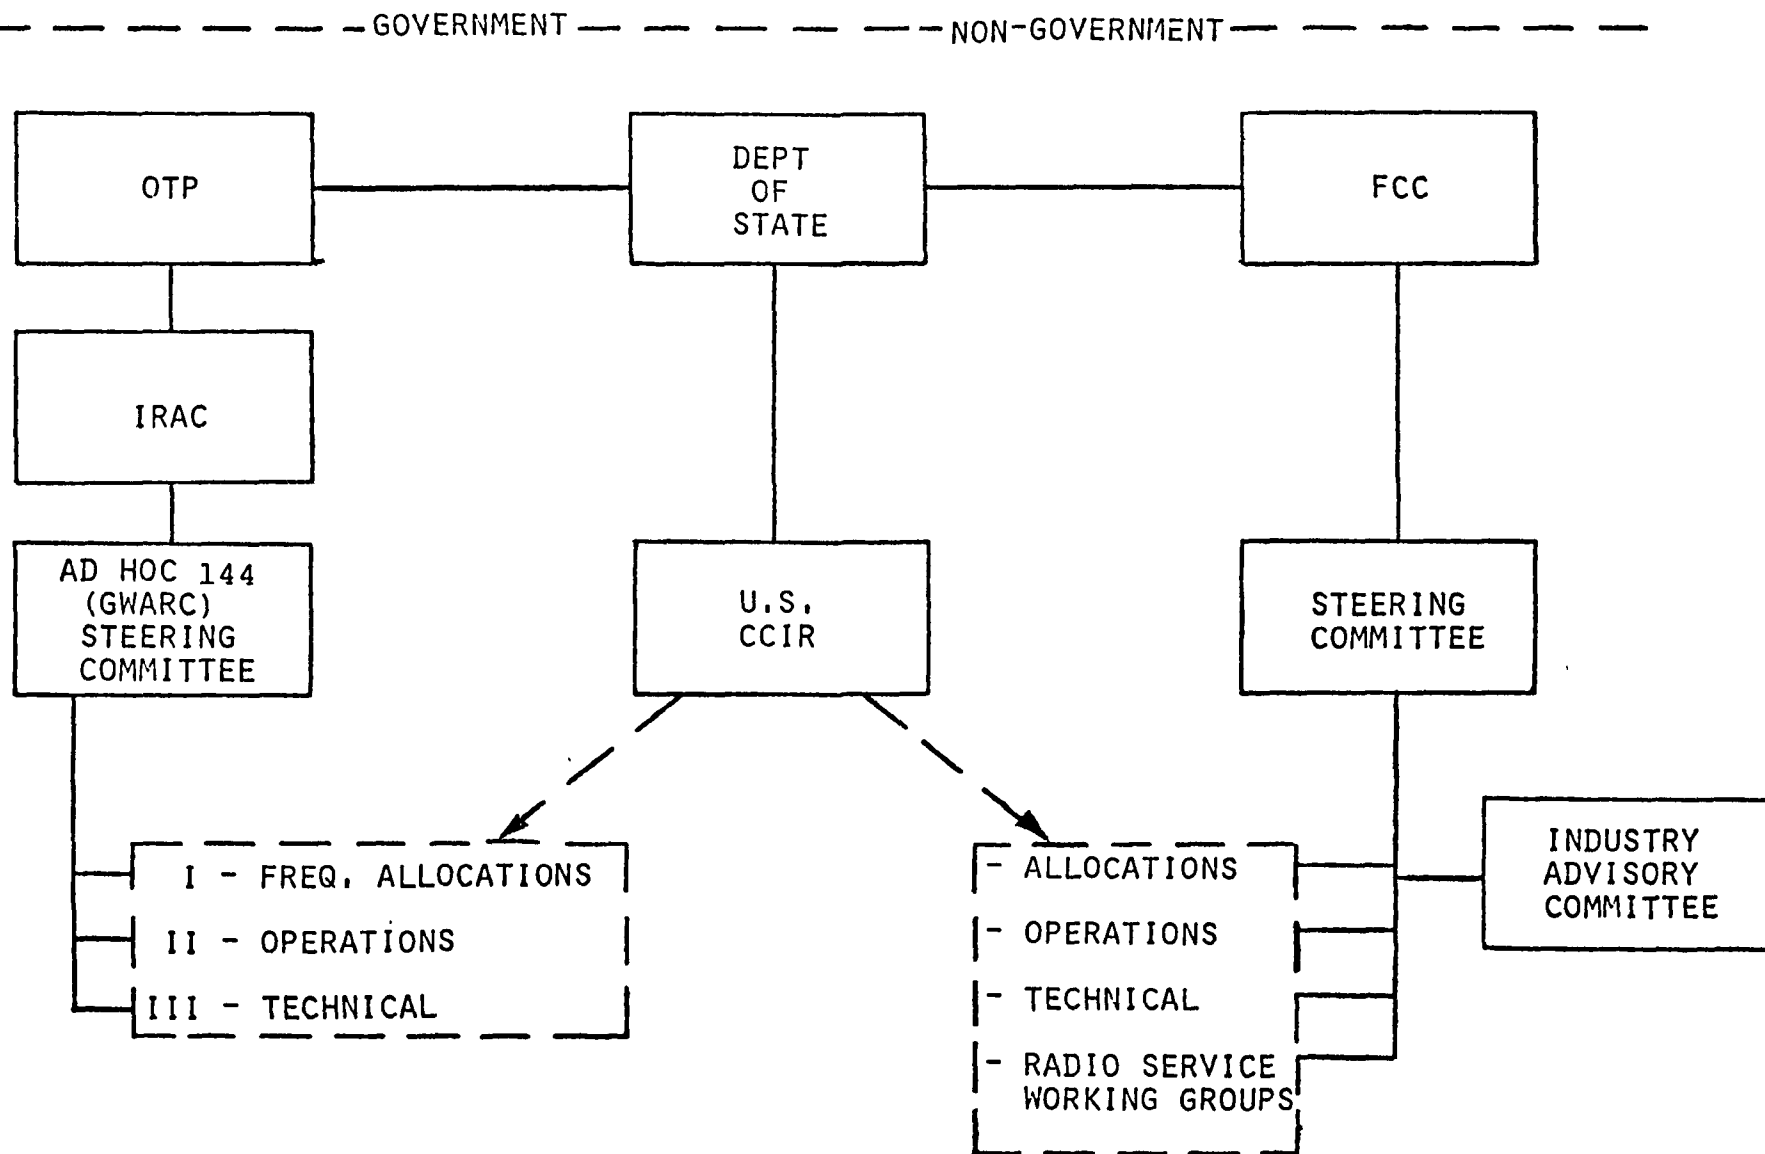 GOVERNMENT
NON-GOVERNMENT
OTP
DEPT
OF
STATE
FCC
IRAC
AD HOC 144
(GWARC)
STEERING
COMMITTEE
U.S.
CCIR
STEERING
COMMITTEE
I - FREQ. ALLOCATIONS
II - OPERATIONS
III - TECHNICAL
- ALLOCATIONS
- OPERATIONS
- TECHNICAL
- RADIO SERVICE
WORKING GROUPS
INDUSTRY
ADVISORY
COMMITTEE